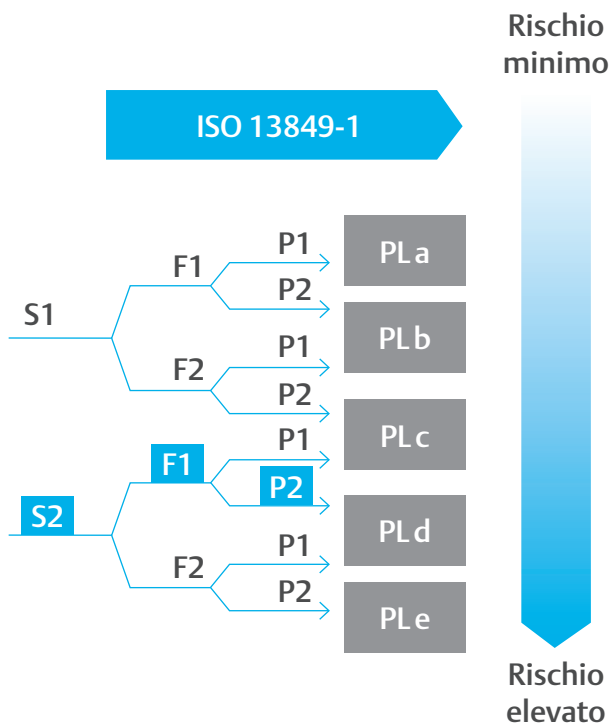 Rischio
minimo
ISO 13849-1
P1
PL a
F1
P2
S1
PL b
P1
F2
P2
PL c
P1
F1
P2
S2
PL d
P1
F2
P2
PL e
Rischio
elevato